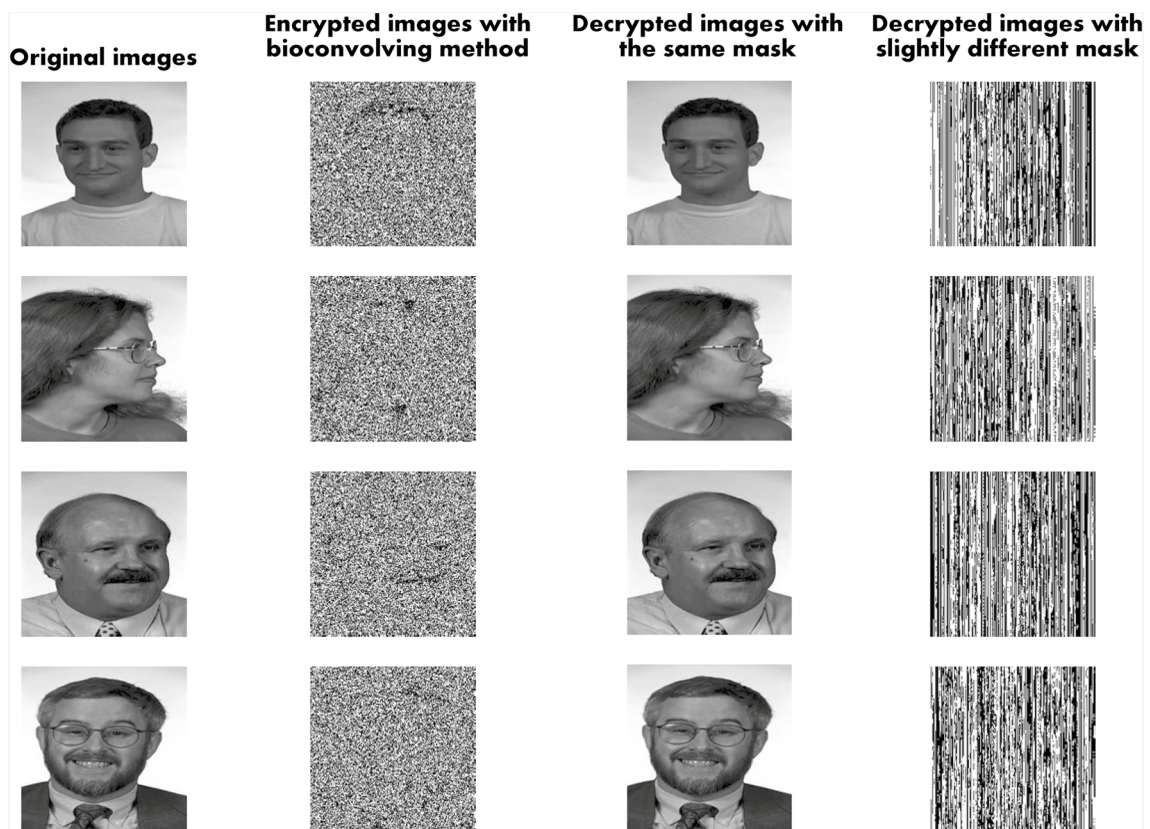 Original images
Encrypted images with
bioconvolving method
Decrypted images with
the same mask
Decrypted images with
slightly different mask